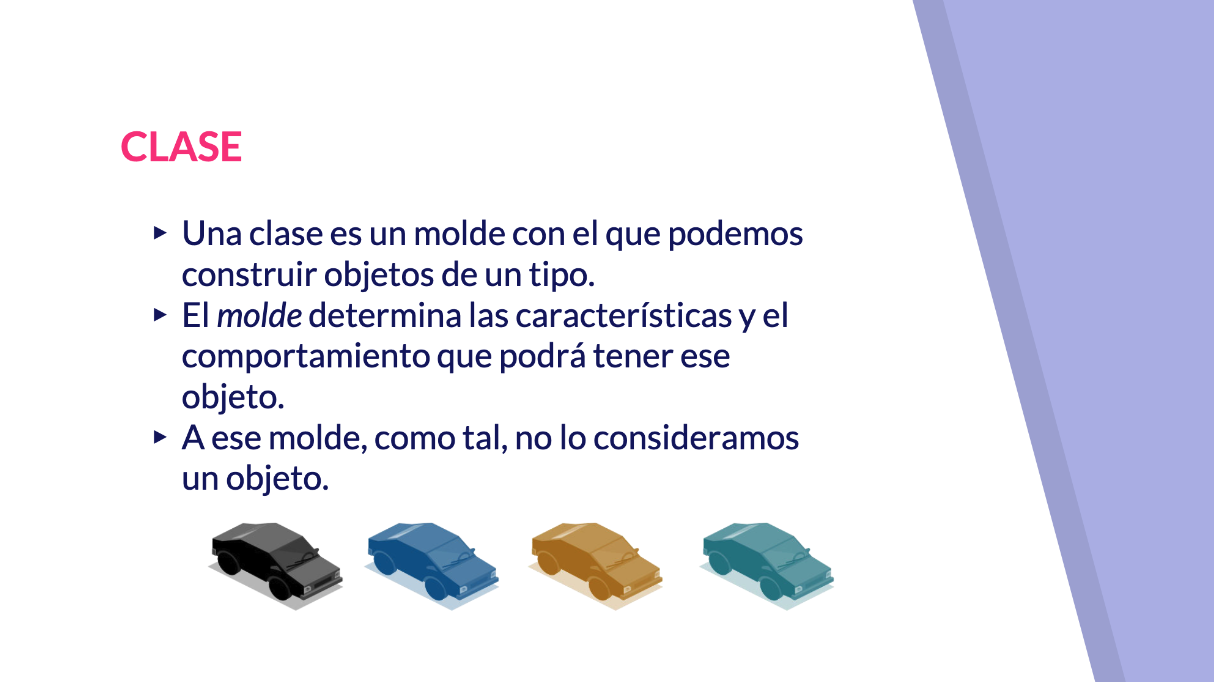 CLASE
‣ Una clase es un molde con el que podemos
construir objetos de un tipo.
‣ El molde determina las características y el
comportamiento que podrá tener ese
objeto.
‣ A ese molde, como tal, no lo consideramos
un objeto.